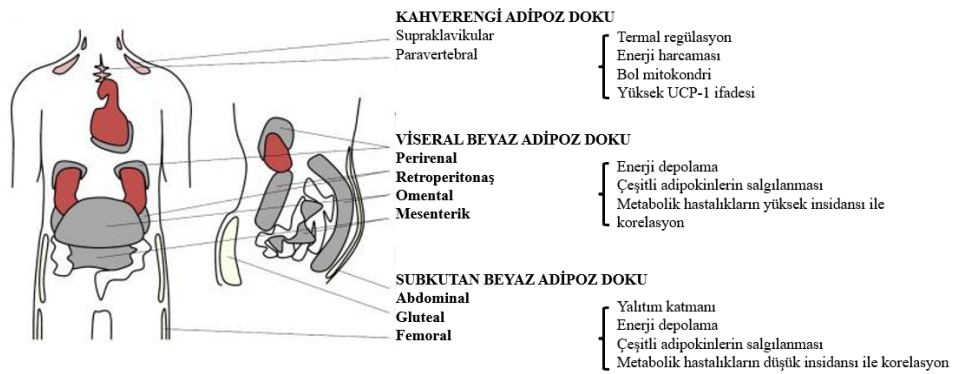 KAHVERENGİ ADİPOZ DOKU
Supraklavikular
Paravertebral
Termal regülasyon
Enerji harcaması
Bol mitokondri
Yüksek UCP-1 ifadesi
VİSERAL BEYAZ ADİPOZ DOKU
Perirenal
Retroperitonaş
Omental
Mesenterik
Enerji depolama
Çeşitli adipokinlerin salgılanması
Metabolik hastalıkların yüksek insidansı ile
korelasyon
SUBKUTAN BEYAZ ADİPOZ DOKU
Abdominal
Gluteal
Femoral
Yalıtım katmanı
Enerji depolama
Çeşitli adipokinlerin salgılanması
Metabolik hastalıkların düşük insidansı ile korelasyon